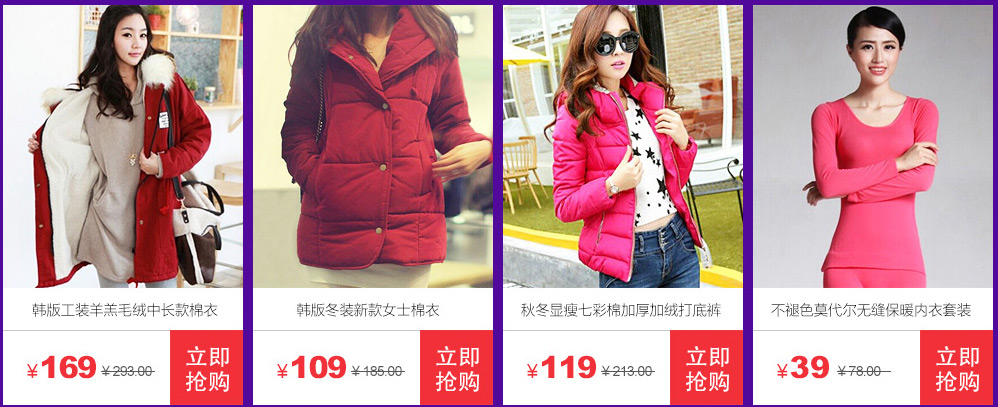 韩版工装羊羔毛绒中长款棉衣
¥169 ¥293.00
立即
抢购
韩版冬装新款女士棉衣
¥109 ¥185.00
立即
抢购
秋冬显瘦七彩棉加厚加绒打底裤
¥119 ¥213.00
立即
抢购
不褪色莫代尔无缝保暖内衣套装
¥39 ¥78.00
立即
抢购